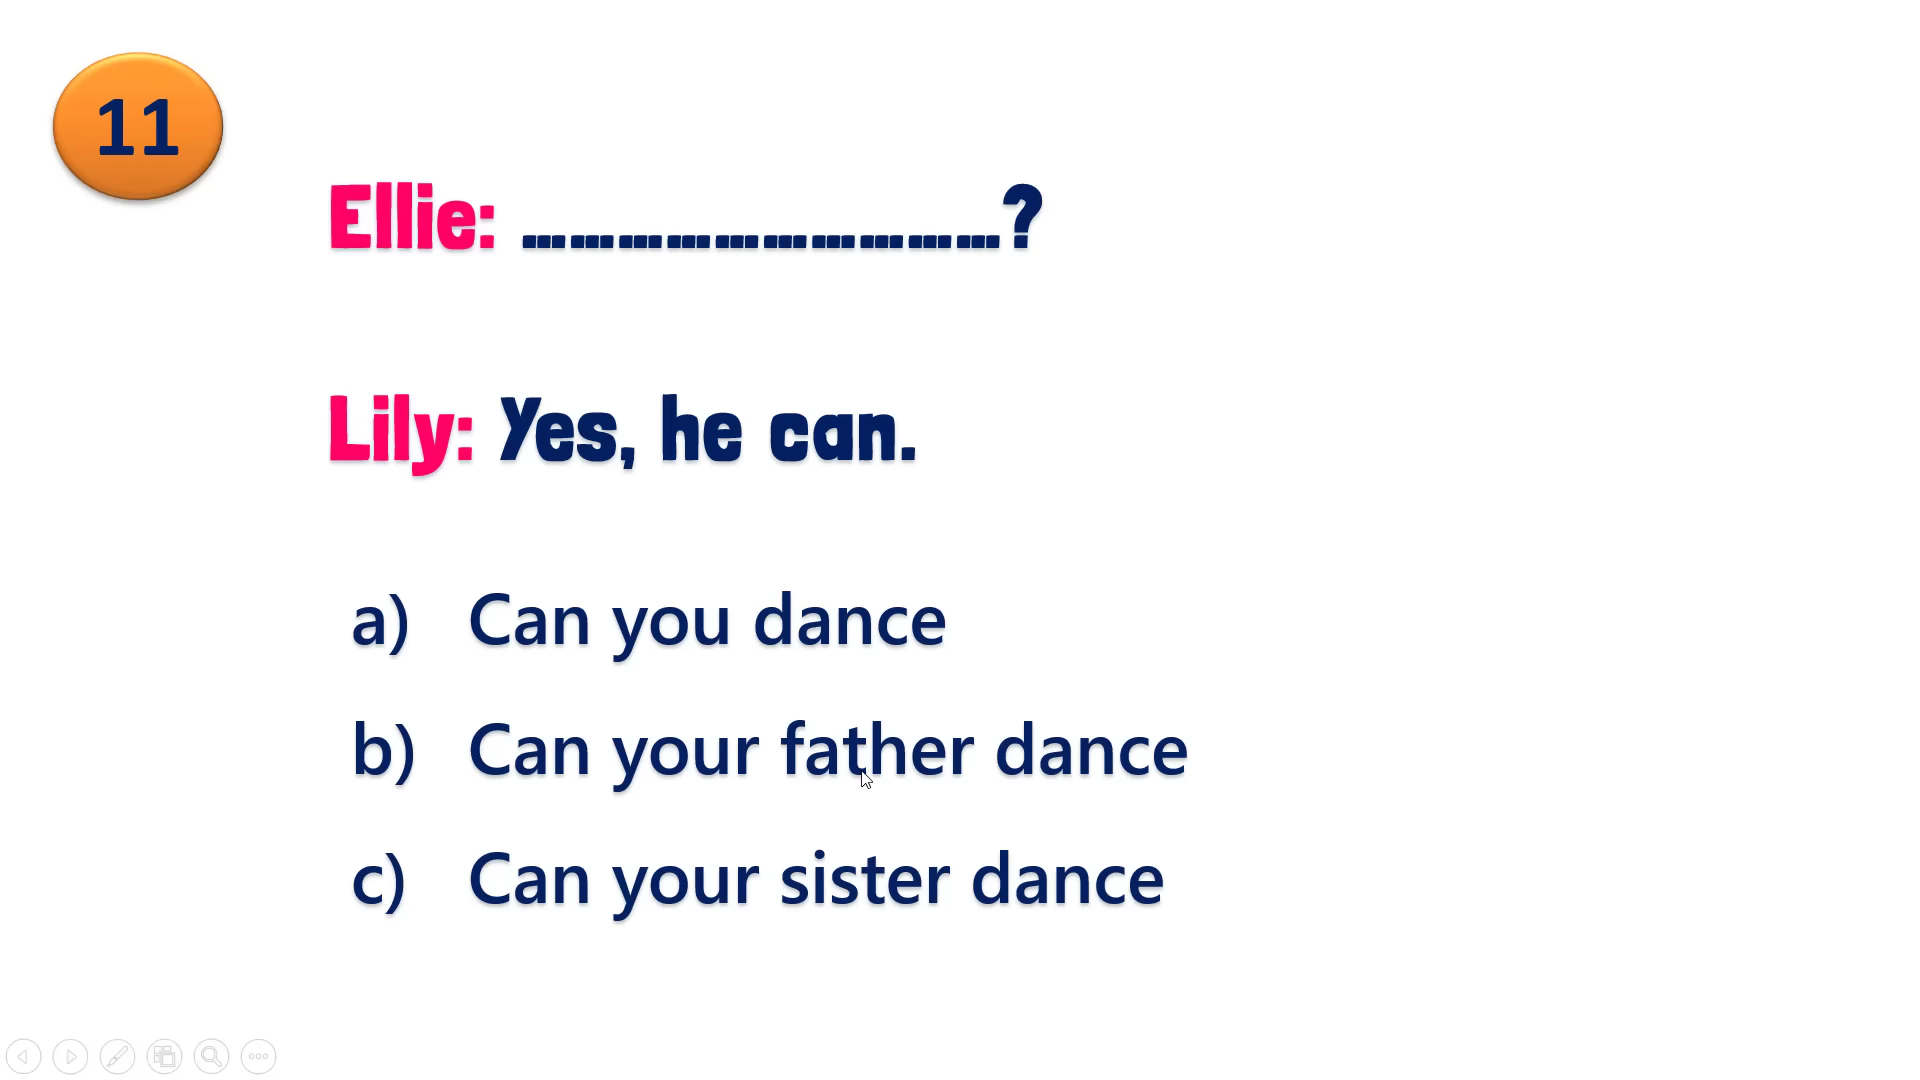 11
Ellie: ..............................?
Lily: Yes, he can.
a) Can you dance
b) Can your father dance
c) Can your sister dance